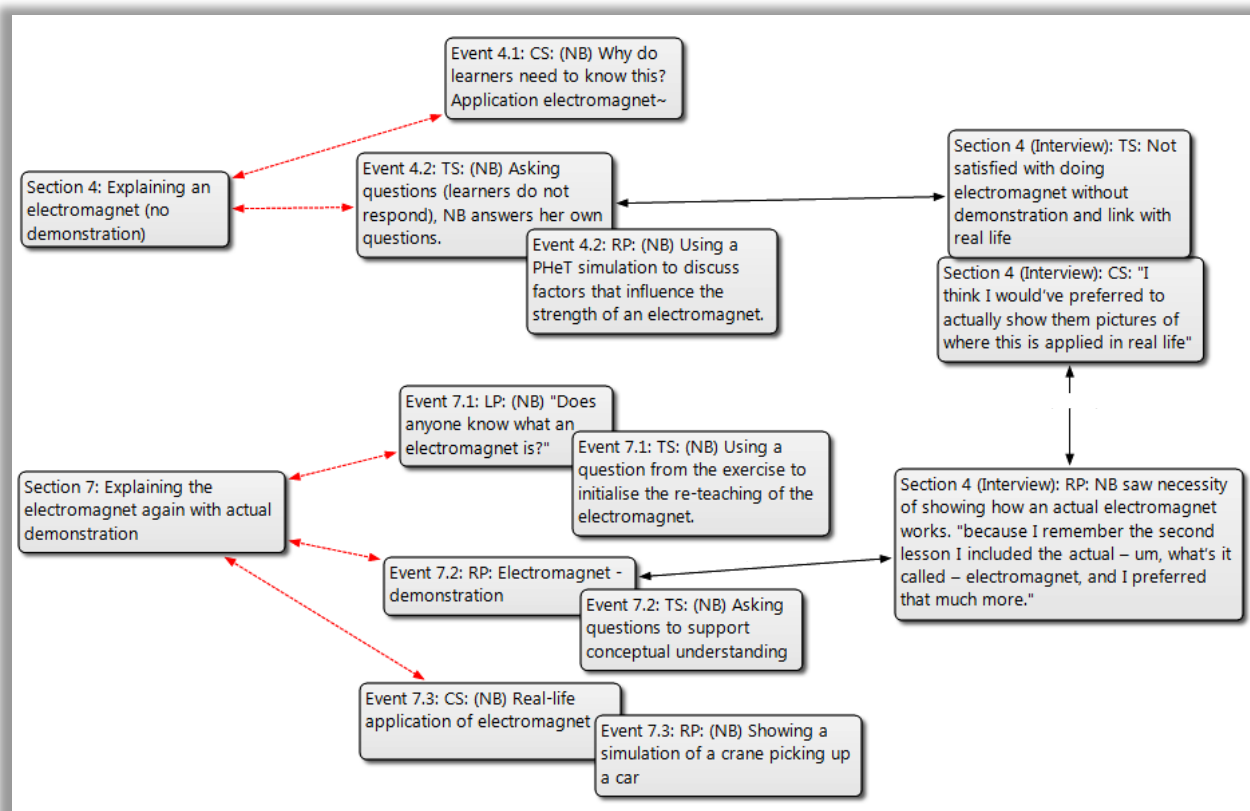 Event 4.1: CS: (NB) Why do
learners need to know this?
Application electromagnet~
Section 4: Explaining an
electromagnet (no
demonstration)
Event 4.2: TS: (NB) Asking
questions (learners do not
respond), NB answers her own
questions.
Event 4.2: RP: (NB) Using a
PHeT simulation to discuss
factors that influence the
strength of an electromagnet.
Section 4 (Interview): TS: Not
satisfied with doing
electromagnet without
demonstration and link with
real life
Section 4 (Interview): CS: "I
think I would've preferred to
actually show them pictures of
where this is applied in real life"
Event 7.1: LP: (NB) "Does
anyone know what an
electromagnet is?"
Event 7.1: TS: (NB) Using a
question from the exercise to
initialise the re-teaching of the
electromagnet.
Section 7: Explaining the
electromagnet again with actual
demonstration
Event 7.2: RP: Electromagnet -
demonstration
Event 7.2: TS: (NB) Asking
questions to support
conceptual understanding
Section 4 (Interview): RP: NB saw necessity
of showing how an actual electromagnet
works. "because I remember the second
lesson I included the actual – um, what's it
called – electromagnet, and I preferred
that much more."
Event 7.3: CS: (NB) Real-life
application of electromagnet
Event 7.3: RP: (NB) Showing a
simulation of a crane picking up
a car